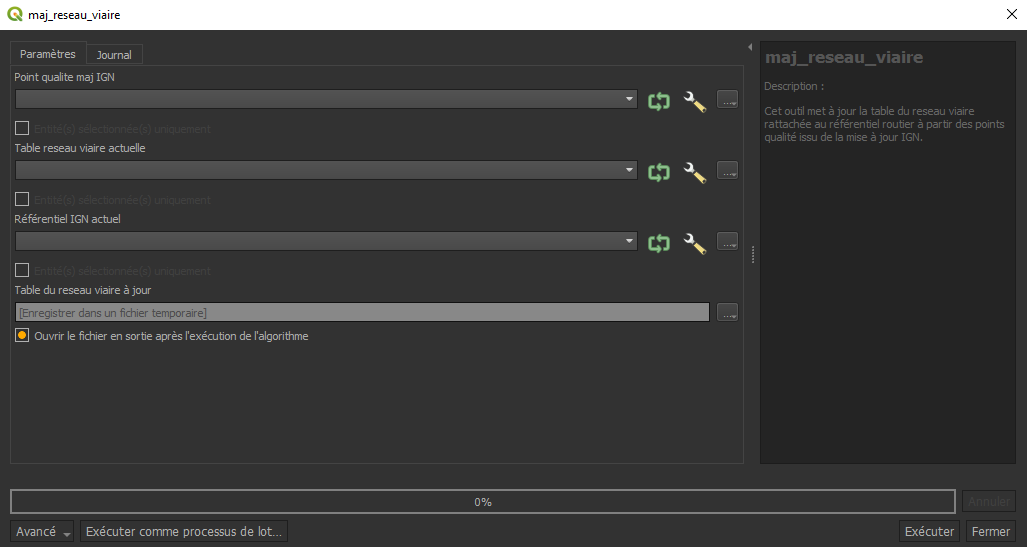 maj_reseau_viaire
Paramètres
Journal
Point qualite maj IGN
…
Entité(s) sélectionnée(s) uniquement
Table reseau viaire actuelle
…
Entité(s) sélectionnée(s) uniquement
Référentiel IGN actuel
…
Entité(s) sélectionnée(s) uniquement
Table du reseau viaire à jour
[Enregistrer dans un fichier temporaire]
…
Ouvrir le fichier en sortie après l'exécution de l'algorithme
maj_reseau_viaire
Description :
Cet outil met à jour la table du reseau viaire
rattachée au référentiel routier à partir des points
qualité issu de la mise à jour IGN.
0%
Annuler
Avancé
Exécuter comme processus de lot…
Exécuter
Fermer